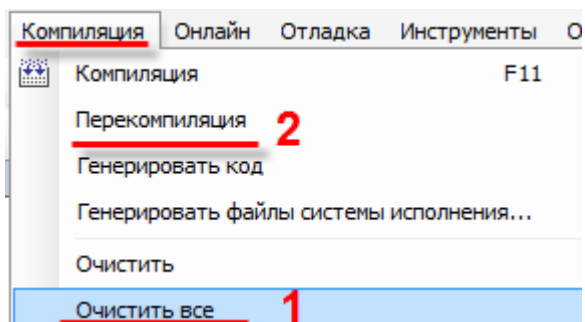 Компиляция Онлайн Отладка Инструменты О
Компиляция F11
Перекомпиляция 2
Генерировать код
Генерировать файлы системы исполнения...
Очистить
Очистить все 1